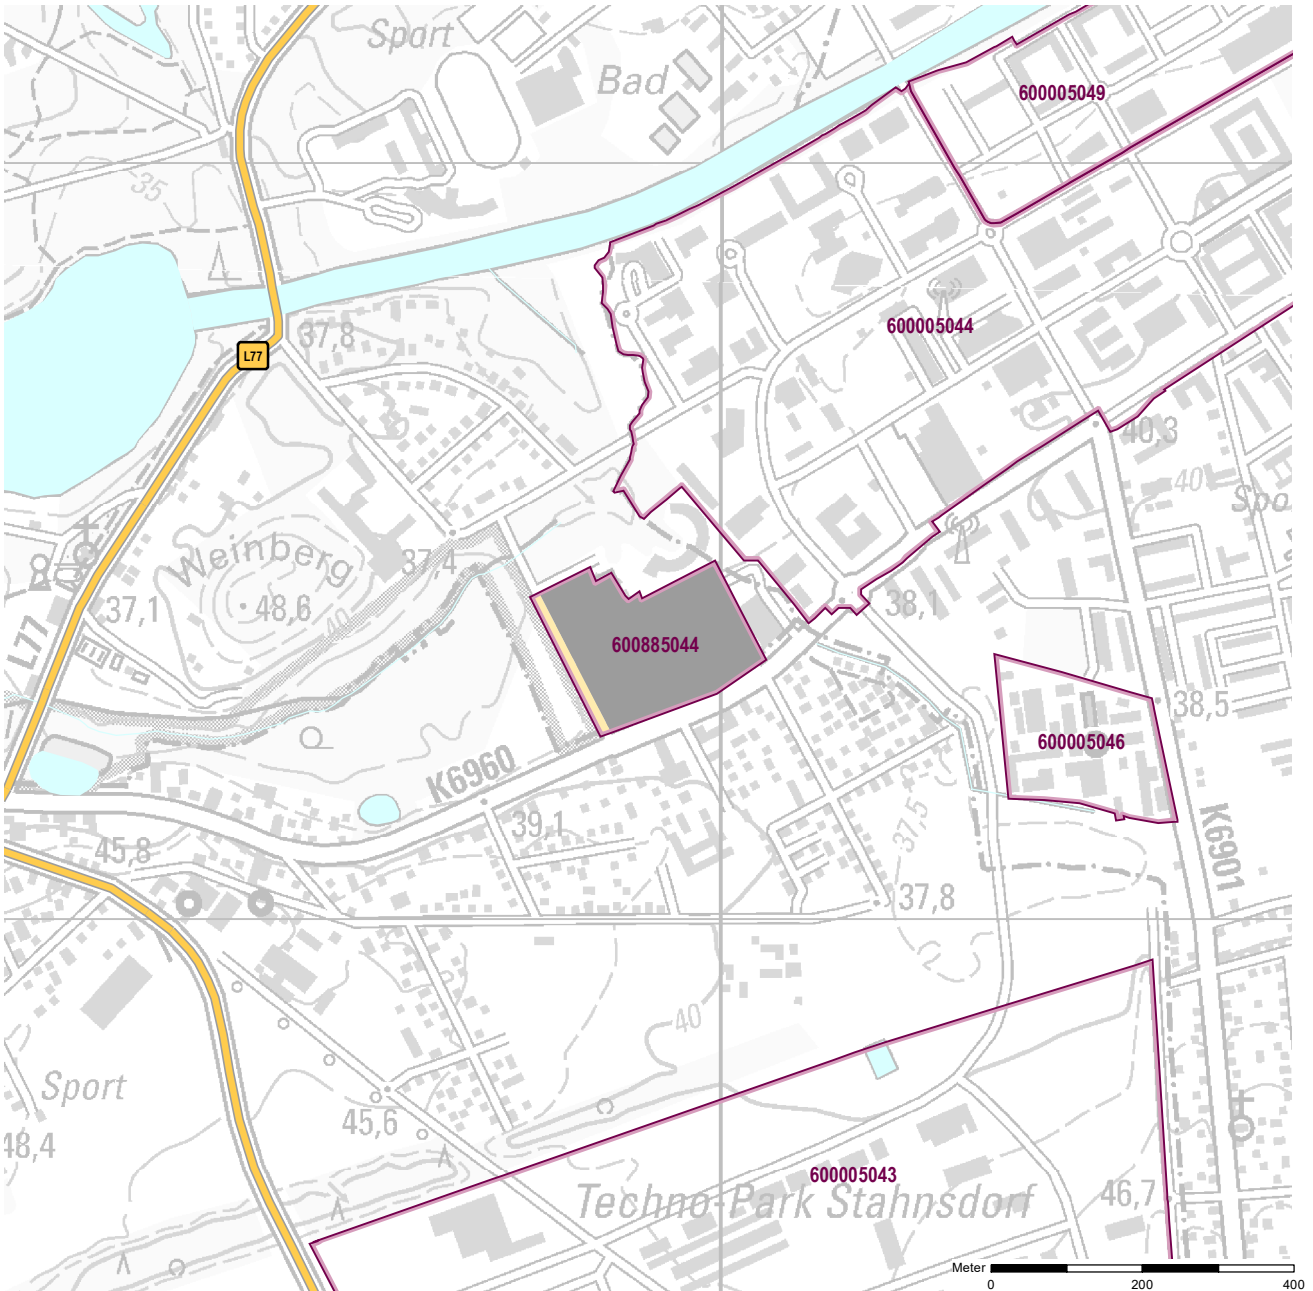 Sport
Bad
600005049
35
600005044
37,8
L77
40,3
40
Spo
Weinberg
37,4
48,6
40
37,1
38,1
L77
600885044
38,5
600005046
K6960
39,1
37,5
K6901
45,8
37,8
40
Sport
45,6
48,4
600005043
Techno-Park Stahnsdorf
46,7
Meter
0
200
400